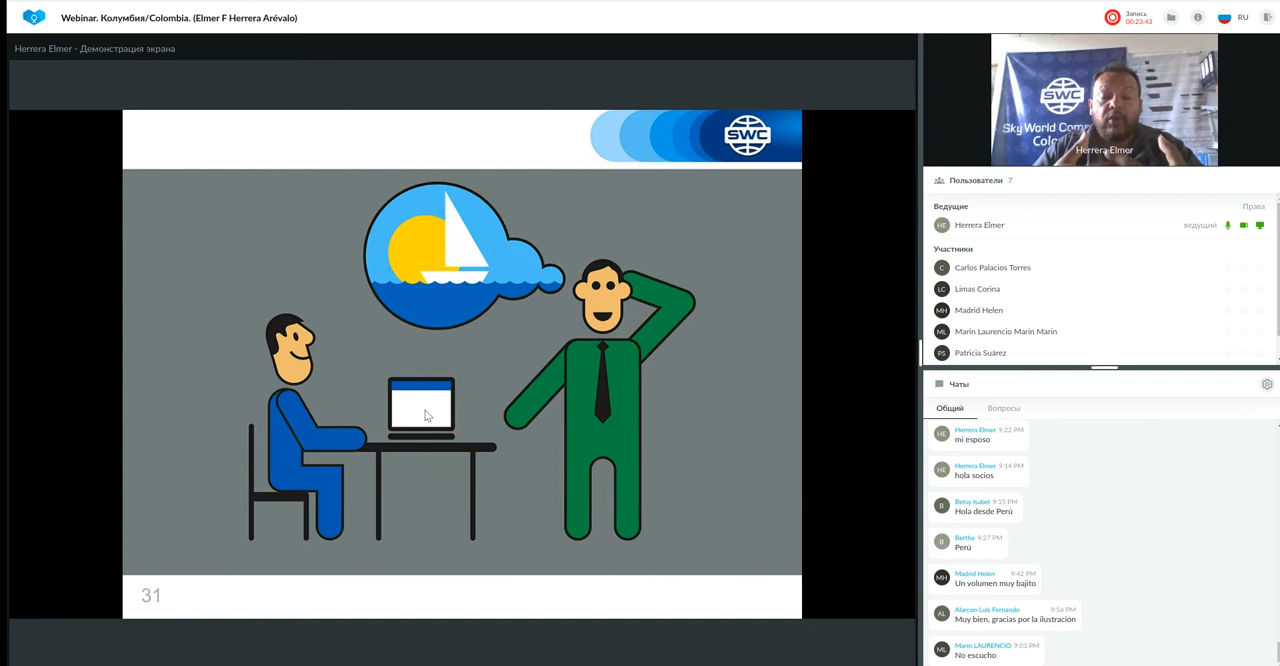 Webinar. Колумбия/Colombia. (Elmer F Herrera Arévalo)
Запись
00:23:43
RU
Herrera Elmer - Демонстрация экрана
SWC
31
SWC
Sky World Com
Col
Herrera Elmer
Пользователи 7
Ведущие Права
HE Herrera Elmer ведущий
Участники
C Carlos Palacios Torres
LC Limas Corina
MH Madrid Helen
ML Marin Laurencio Marin Marin
PS Patricia Suárez
Чаты
Общий Вопросы
HE Herrera Elmer 9:22 PM
mi esposo
HE Herrera Elmer 9:14 PM
hola socios
B Betsy Isabel 9:15 PM
Hola desde Perú
B Bertha 9:27 PM
Perú
MH Madrid Helen 9:42 PM
Un volumen muy bajito
AL Alarcon Luis Fernando 9:56 PM
Muy bien, gracias por la ilustración
ML Marin LAURENCIO 9:03 PM
No escucho